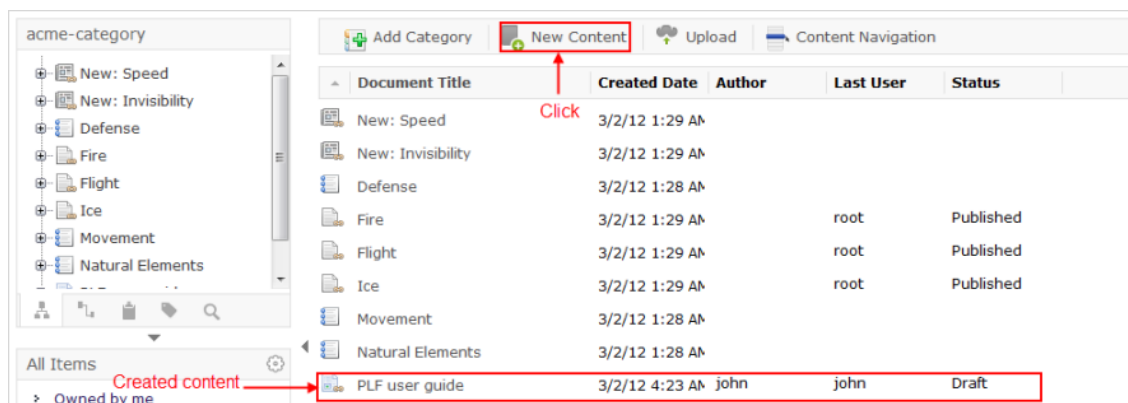 acme-category
Add Category New Content Upload Content Navigation
New: Speed
New: Invisibility
Defense
Fire
Flight
Ice
Movement
Natural Elements
All Items
Owned by me
Click
Created content
Document Title Created Date Author Last User Status
New: Speed 3/2/12 1:29 AM
New: Invisibility 3/2/12 1:29 AM
Defense 3/2/12 1:28 AM
Fire 3/2/12 1:29 AM root Published
Flight 3/2/12 1:29 AM root Published
Ice 3/2/12 1:29 AM root Published
Movement 3/2/12 1:28 AM
Natural Elements 3/2/12 1:28 AM
PLF user guide 3/2/12 4:23 AM john john Draft